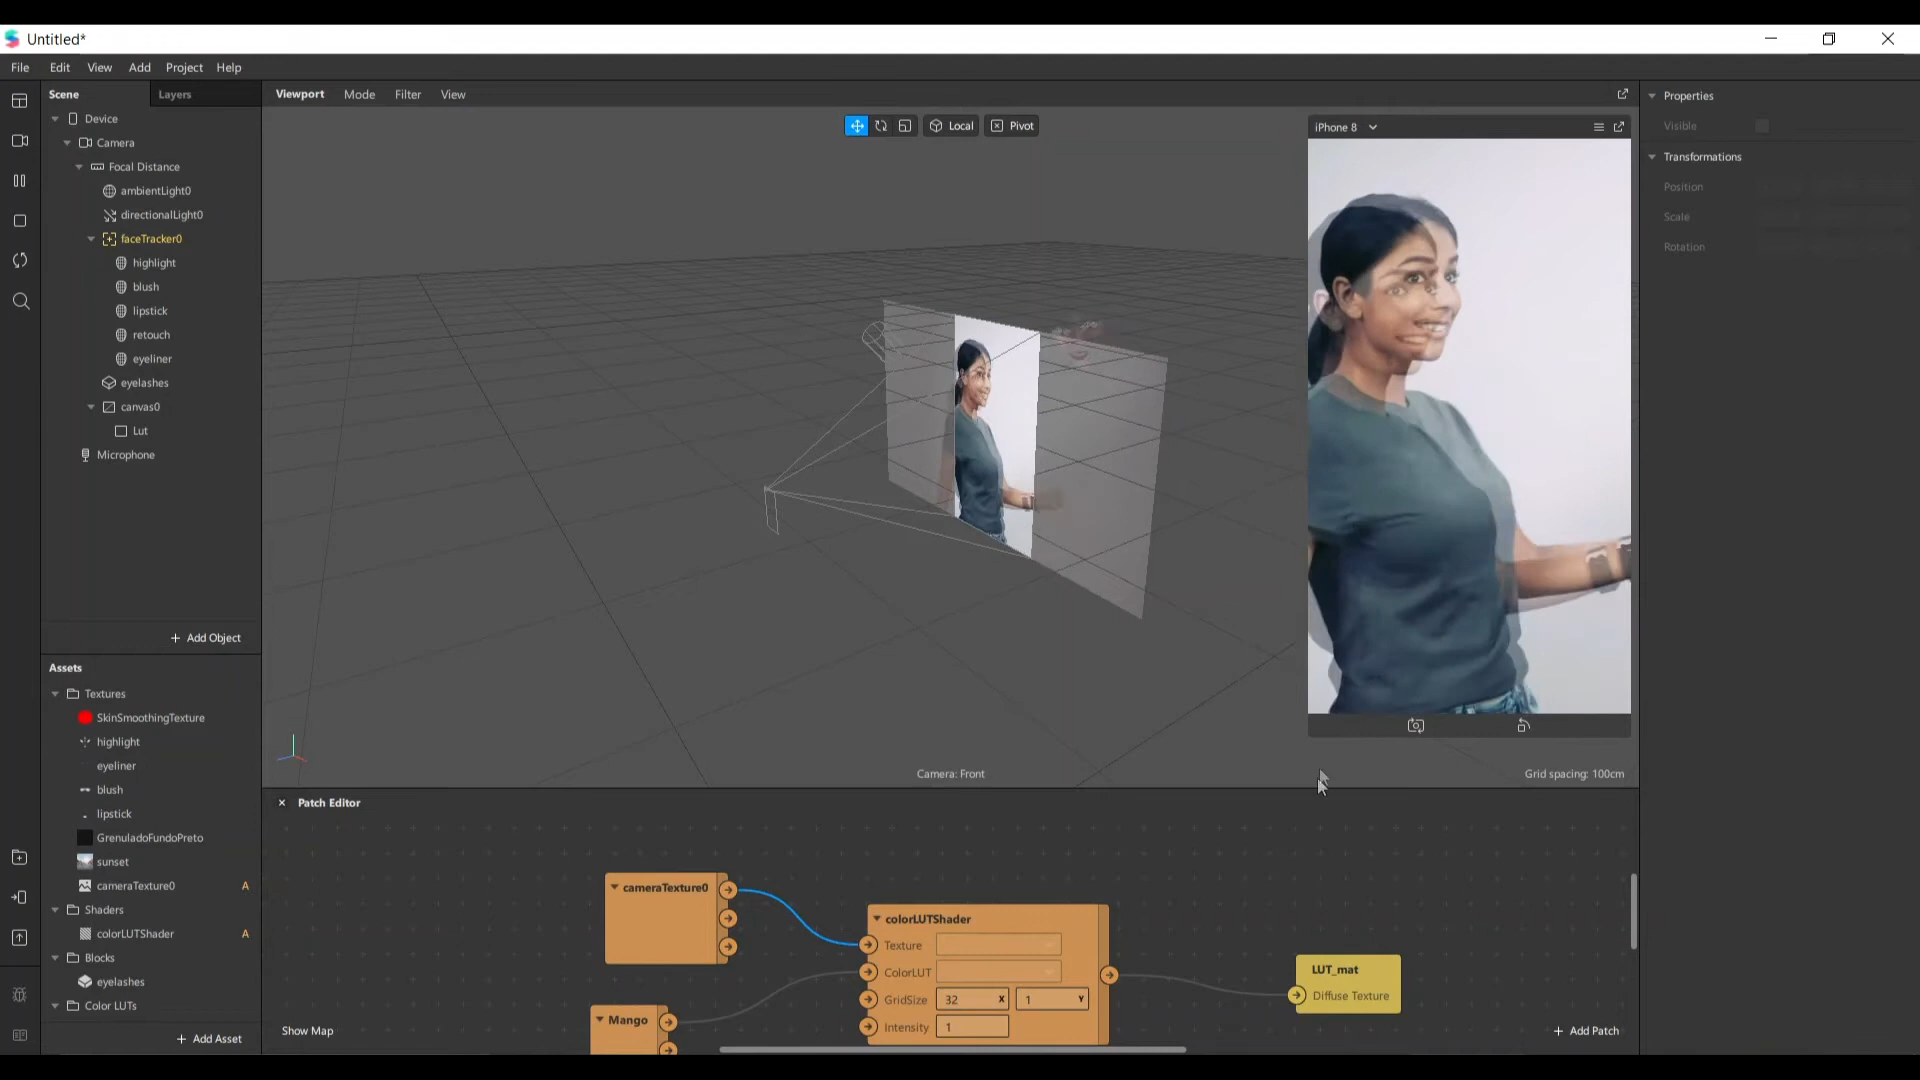 Untitled*
File Edit View Add Project Help
Scene Layers
Device
Camera
Focal Distance
ambientLight0
directionalLight0
faceTracker0
highlight
blush
lipstick
retouch
eyeliner
eyelashes
canvas0
Lut
Microphone
+ Add Object
Assets
Textures
SkinSmoothingTexture
highlight
eyeliner
blush
lipstick
GrenuladoFundoPreto
sunset
cameraTexture0 A
Shaders
colorLUTShader A
Blocks
eyelashes
Color LUTs
+ Add Asset
Viewport Mode Filter View
Local Pivot
iPhone 8
Camera: Front
Grid spacing: 100cm
Patch Editor
cameraTexture0
colorLUTShader
Texture
ColorLUT
GridSize 32 X 1 Y
Intensity 1
Mango
LUT_mat
Diffuse Texture
Show Map
+ Add Patch
Properties
Visible
Transformations
Position
Scale
Rotation